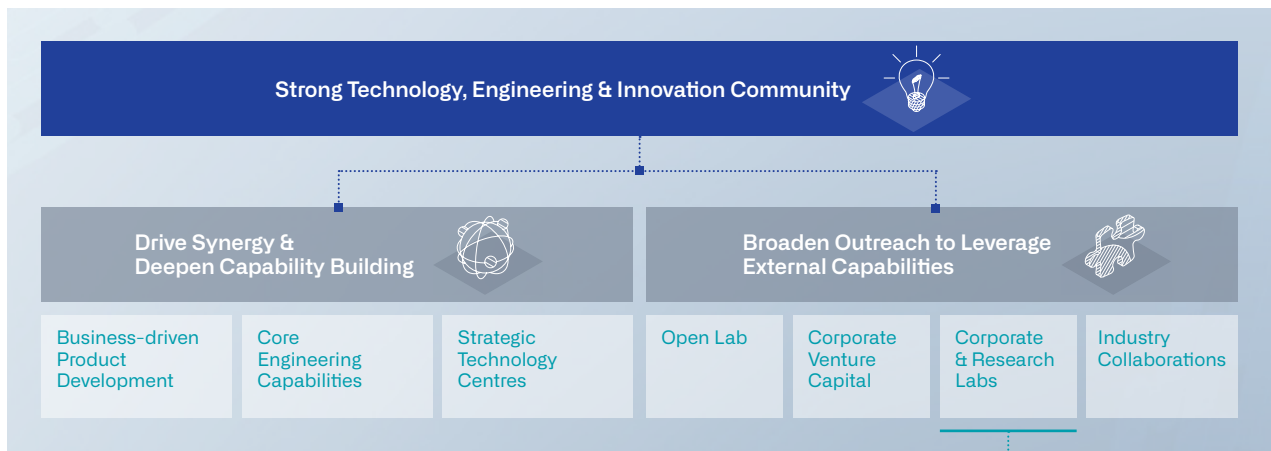 Strong Technology, Engineering & Innovation Community
Drive Synergy &
Deepen Capability Building
Broaden Outreach to Leverage
External Capabilities
Business-driven
Product
Development
Core
Engineering
Capabilities
Strategic
Technology
Centres
Open Lab
Corporate
Venture
Capital
Corporate
& Research
Labs
Industry
Collaborations